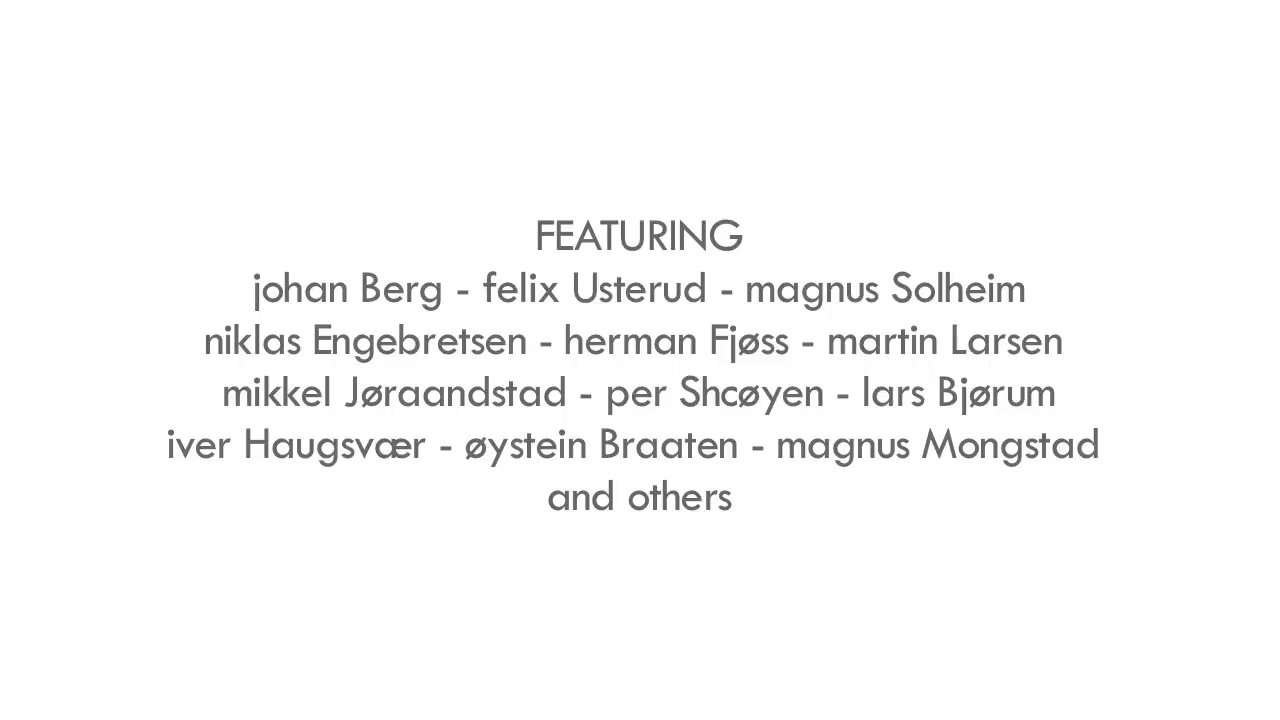 FEATURING
johan Berg - felix Usterud - magnus Solheim
niklas Engebretsen - herman Fjøss - martin Larsen
mikkel Jøraandstad - per Shcøyen - lars Bjørum
iver Haugsvær - øystein Braaten - magnus Mongstad
and others